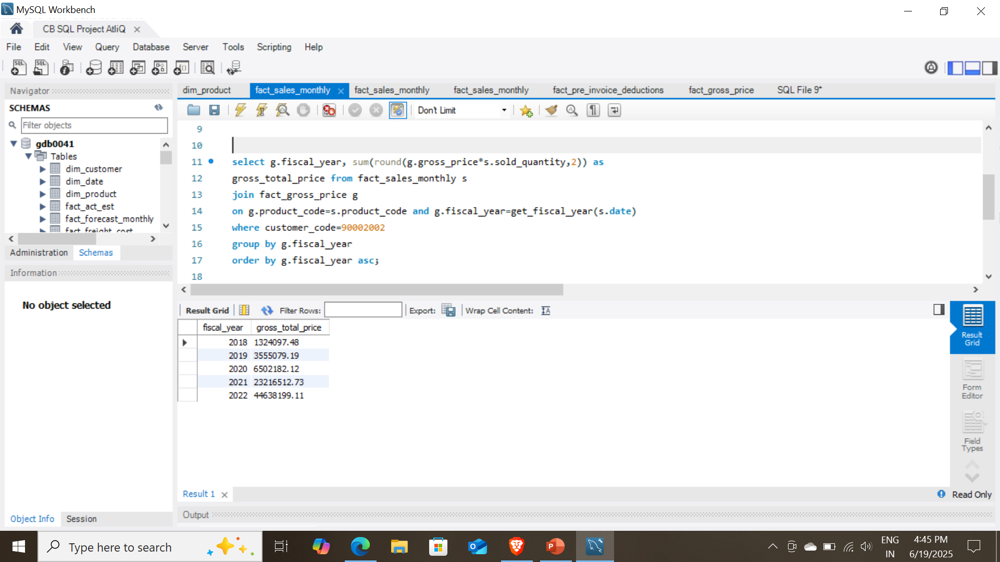 MySQL Workbench
CB SQL Project AtliQ
File Edit View Query Database Server Tools Scripting Help
Navigator
SCHEMAS
Filter objects
gdb0041
Tables
dim_customer
dim_date
dim_product
fact_act_est
fact_forecast_monthly
fact_freight_cost
Administration Schemas
Information
No object selected
Object Info Session
dim_product fact_sales_monthly fact_sales_monthly fact_sales_monthly fact_pre_invoice_deductions fact_gross_price SQL File 9*
Don't Limit
9
10
11 select g.fiscal_year, sum(round(g.gross_price*s.sold_quantity,2)) as
12 gross_total_price from fact_sales_monthly s
13 join fact_gross_price g
14 on g.product_code=s.product_code and g.fiscal_year=get_fiscal_year(s.date)
15 where customer_code=90002002
16 group by g.fiscal_year
17 order by g.fiscal_year asc;
18
Result Grid Filter Rows: Export: Wrap Cell Content:
fiscal_year gross_total_price
2018 1324097.48
2019 3555079.19
2020 6502182.12
2021 23216512.73
2022 44638199.11
Result
Grid
Form
Editor
Field
Types
Result 1
Read Only
Output
Type here to search
ENG
IN
4:45 PM
6/19/2025